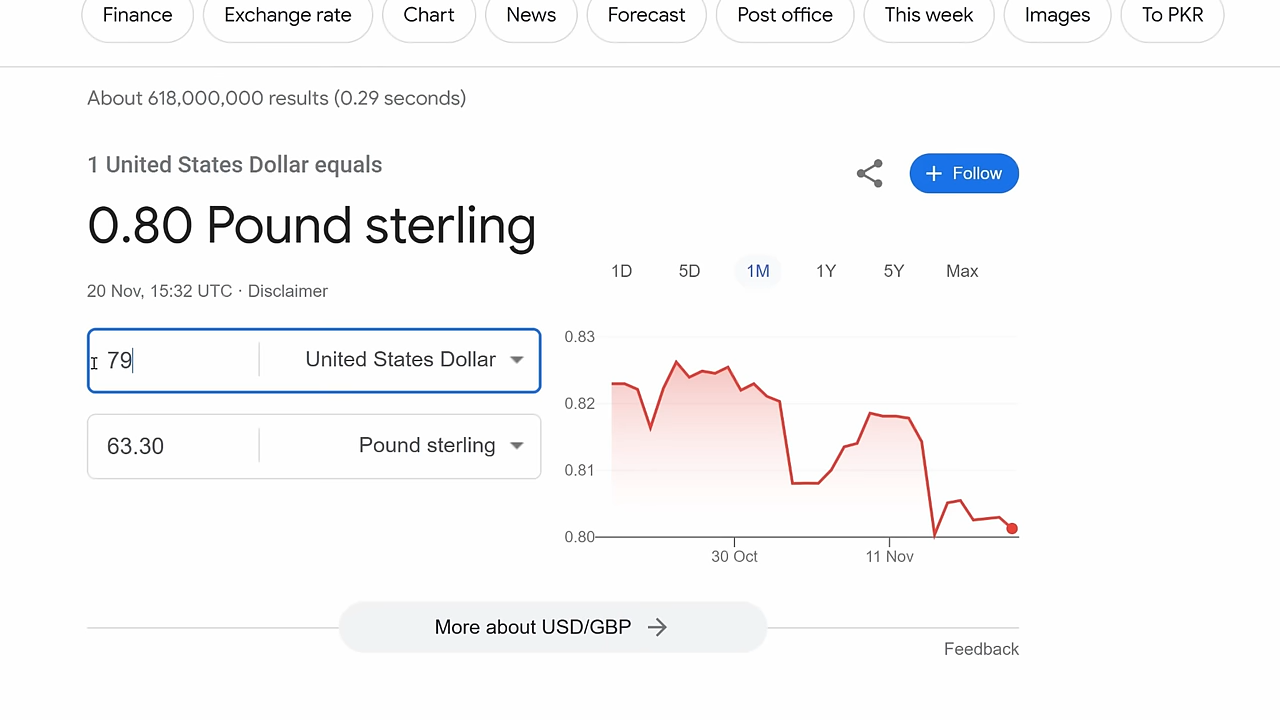 Finance Exchange rate Chart News Forecast Post office This week Images To PKR
About 618,000,000 results (0.29 seconds)
1 United States Dollar equals
+ Follow
0.80 Pound sterling
20 Nov, 15:32 UTC · Disclaimer
79 United States Dollar
63.30 Pound sterling
1D 5D 1M 1Y 5Y Max
0.83
0.82
0.81
0.80
30 Oct 11 Nov
More about USD/GBP →
Feedback